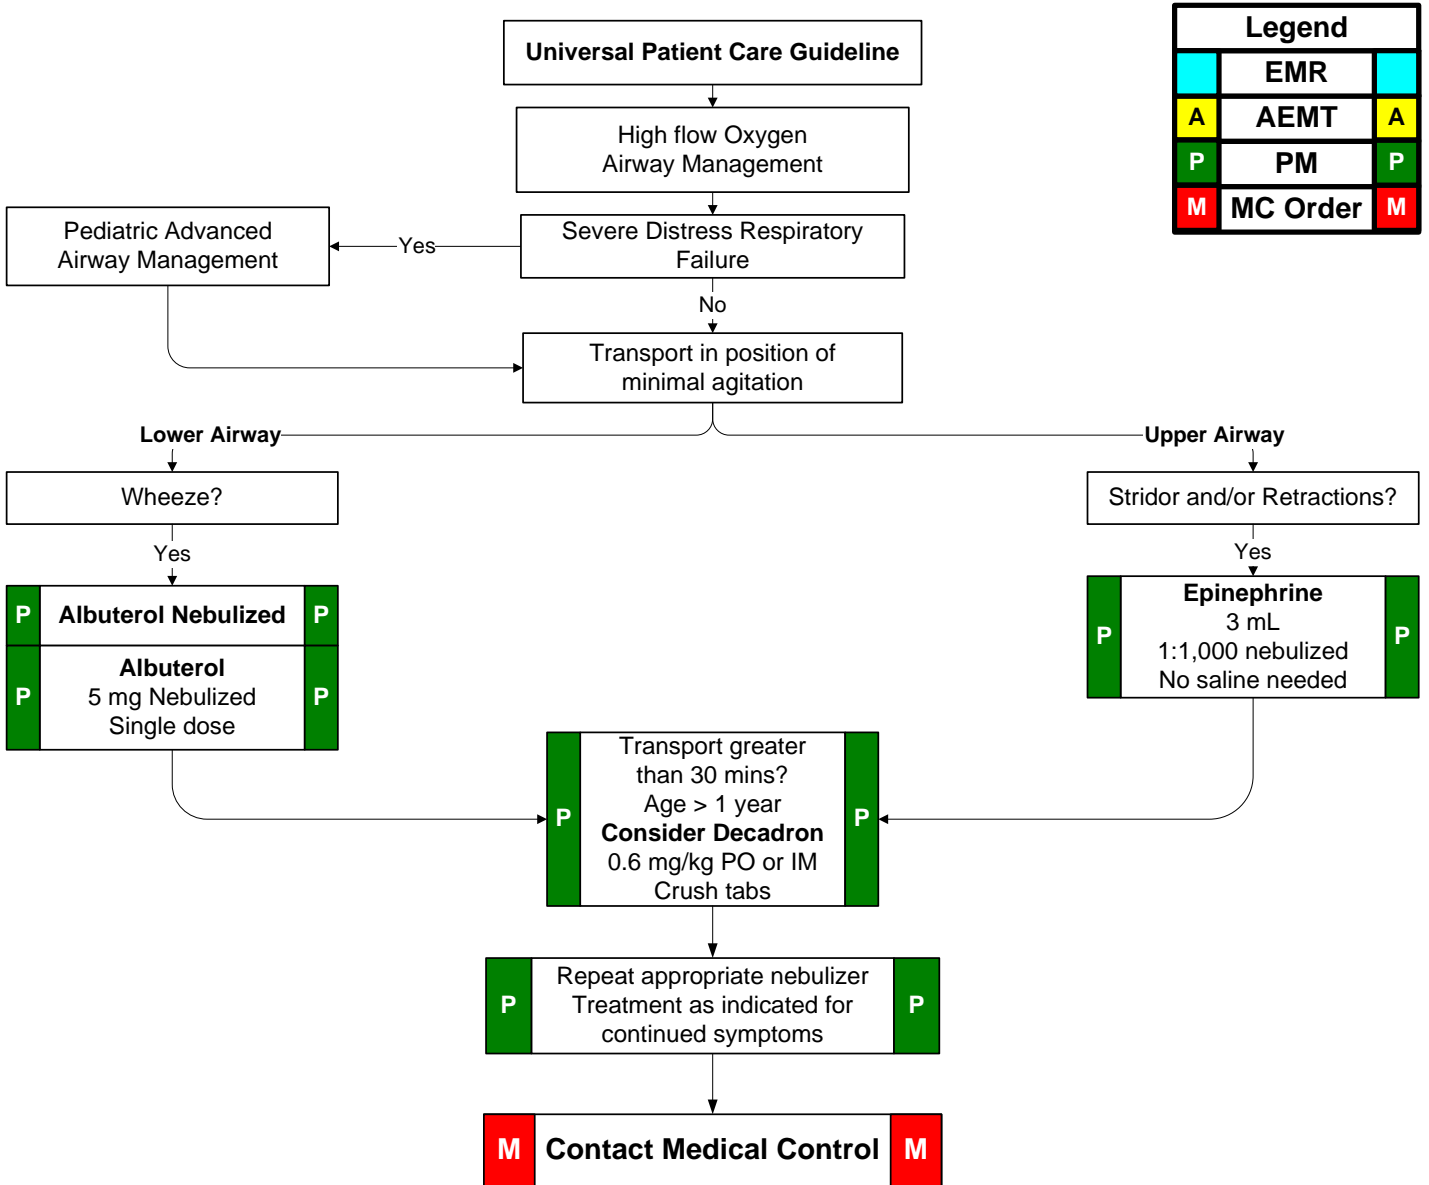 Universal Patient Care Guideline
Legend
EMR
A AEMT A
P PM P
M MC Order M
High flow Oxygen
Airway Management
Severe Distress Respiratory
Failure
Yes
Pediatric Advanced
Airway Management
No
Transport in position of
minimal agitation
Lower Airway
Upper Airway
Wheeze?
Stridor and/or Retractions?
Yes
Yes
P Albuterol Nebulized P
Albuterol
P 5 mg Nebulized P
Single dose
Epinephrine
3 mL
P 1:1,000 nebulized P
No saline needed
Transport greater
than 30 mins?
Age > 1 year
P Consider Decadron P
0.6 mg/kg PO or IM
Crush tabs
Repeat appropriate nebulizer
P Treatment as indicated for P
continued symptoms
M Contact Medical Control M